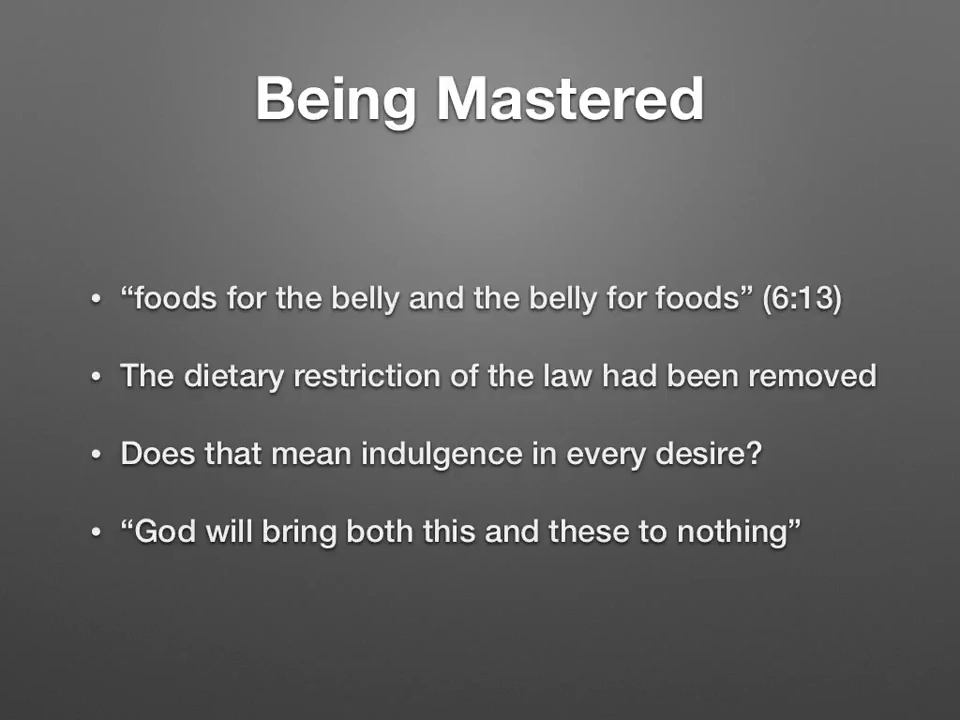 Being Mastered
• “foods for the belly and the belly for foods” (6:13)
• The dietary restriction of the law had been removed
• Does that mean indulgence in every desire?
• “God will bring both this and these to nothing”